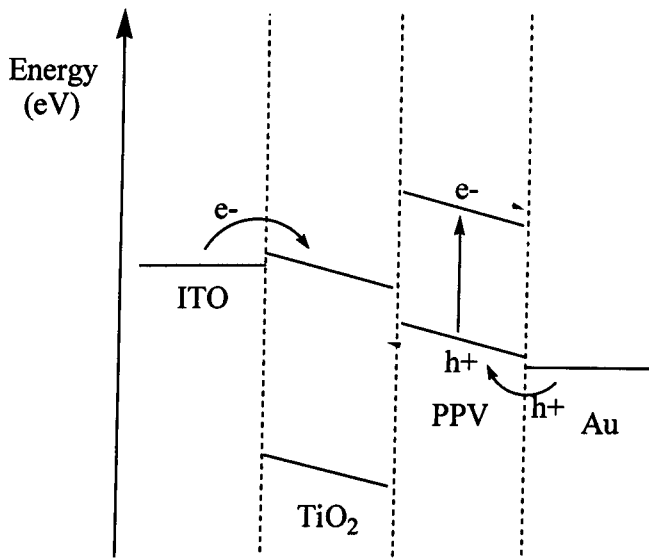 Energy
(eV)
e-
e-
ITO
h+
h+
PPV
Au
TiO₂